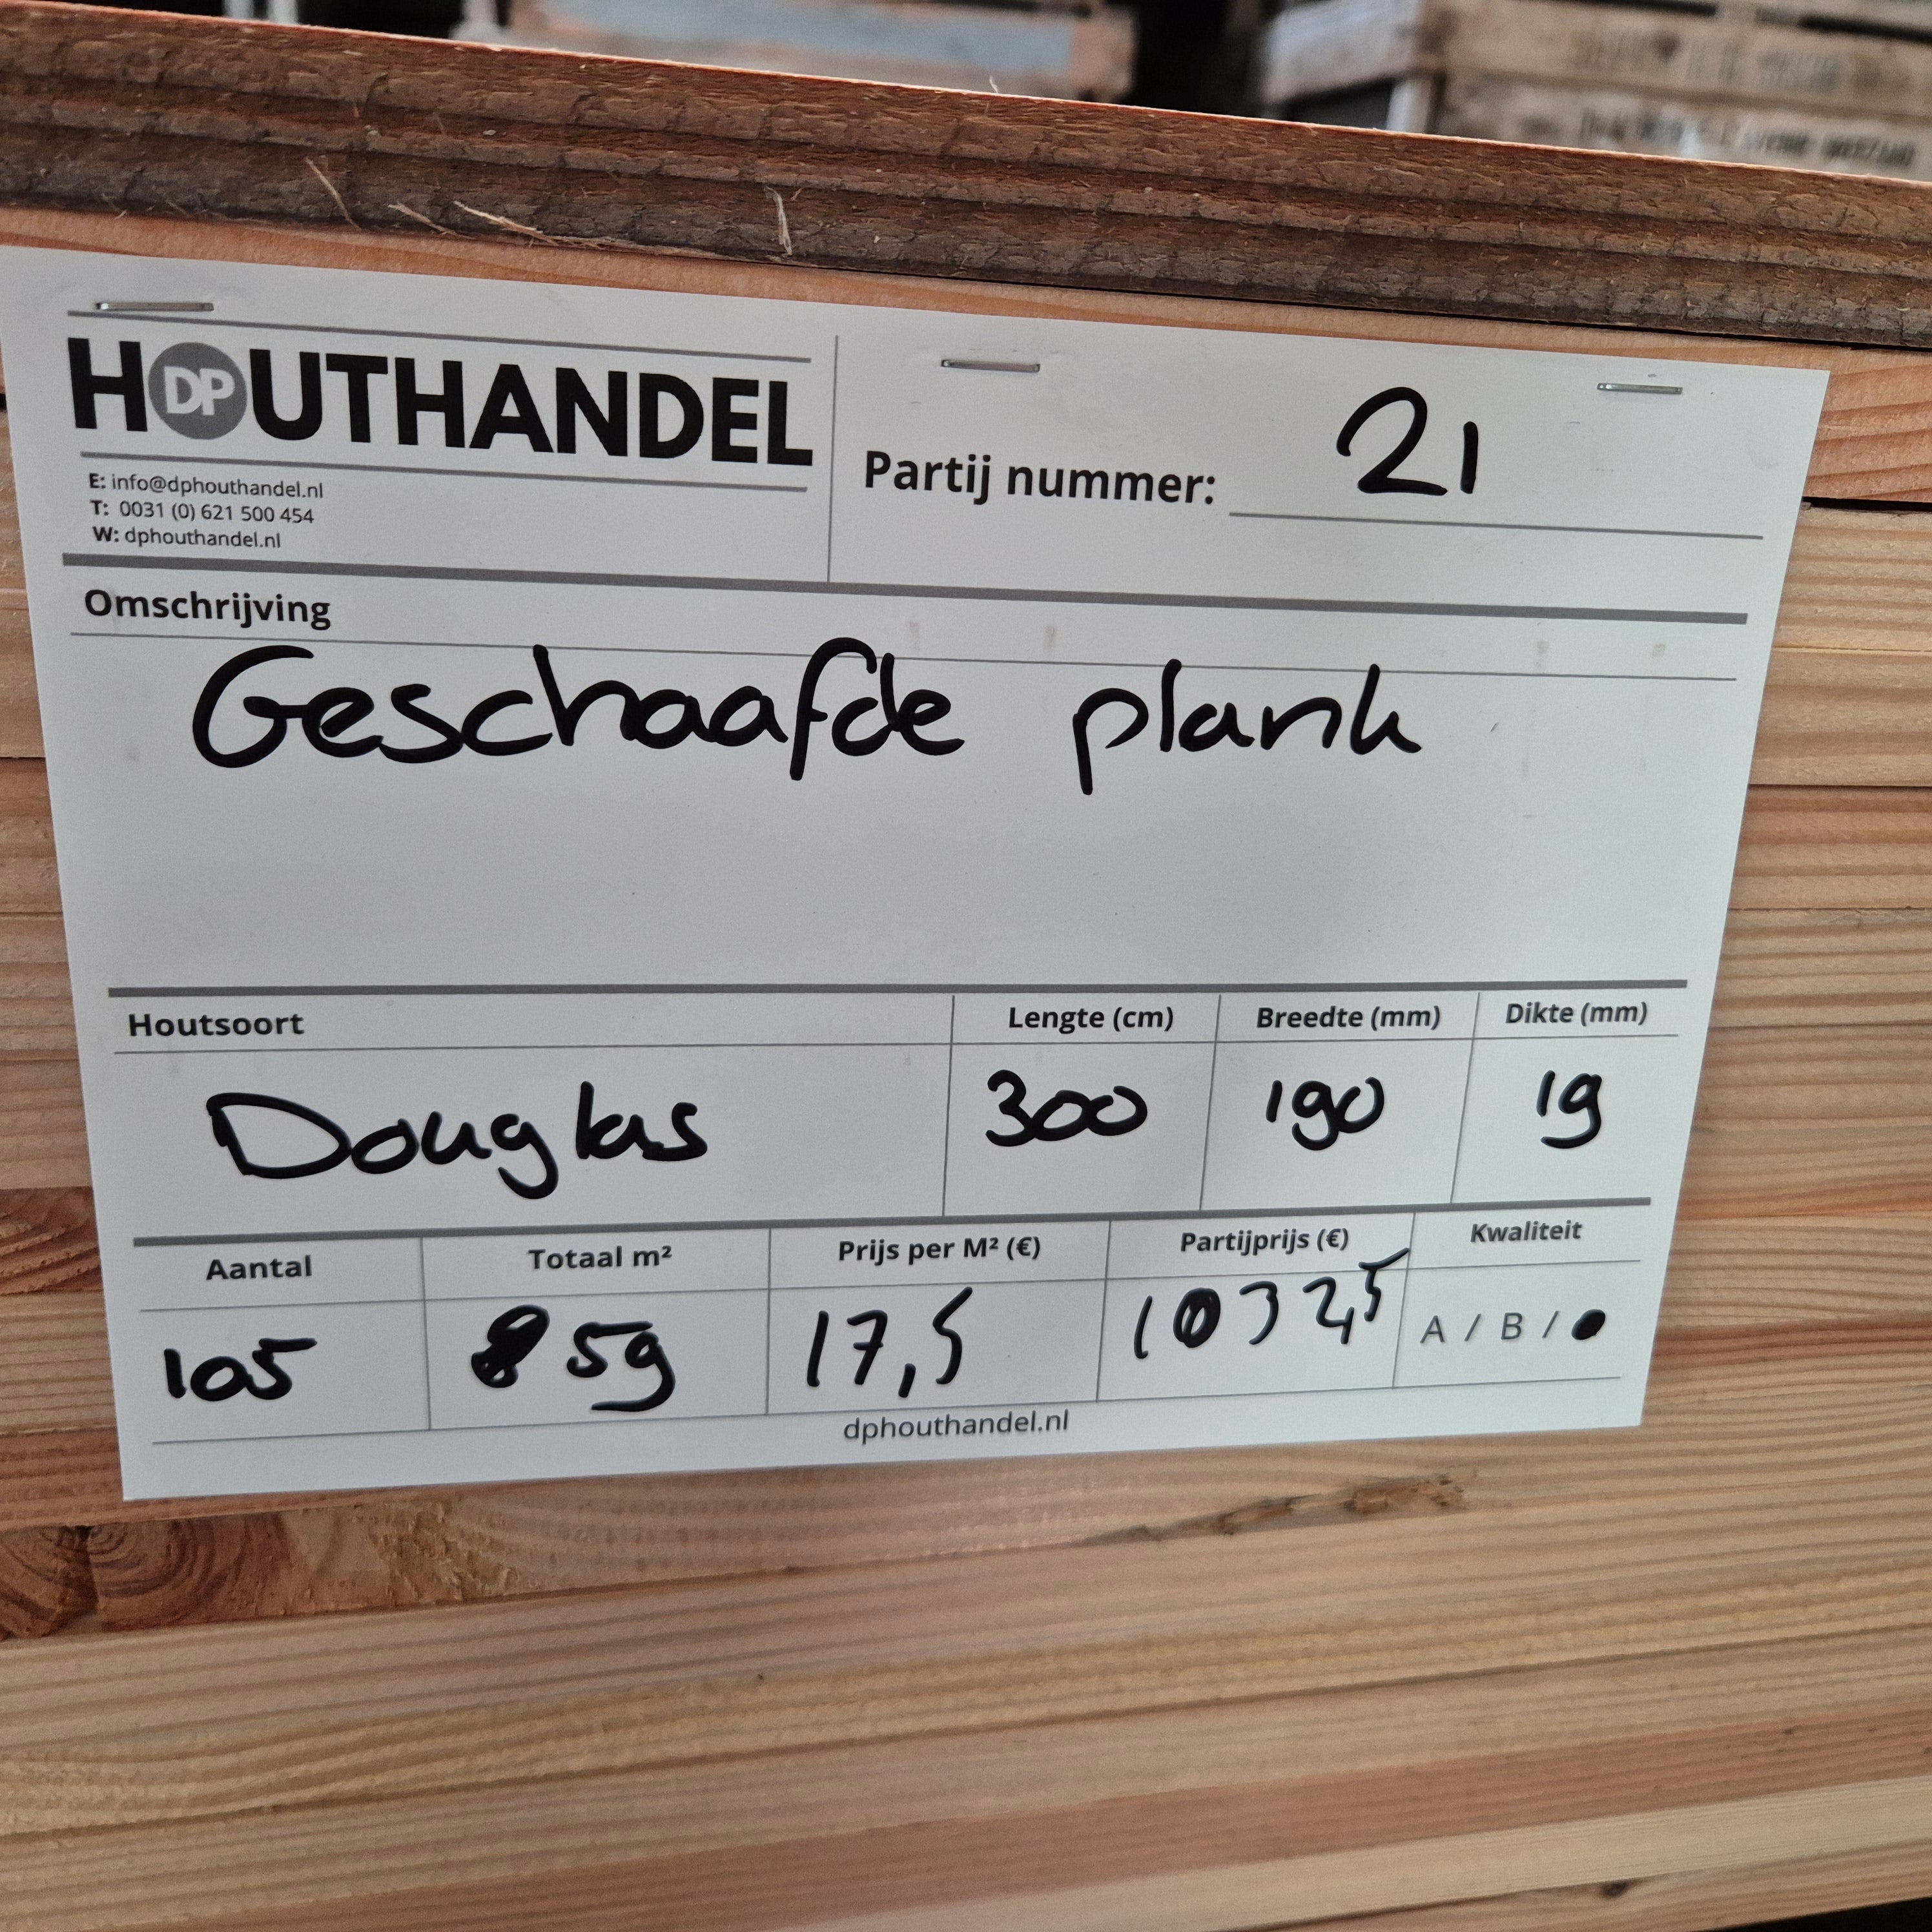 HOUTHANDEL
DP
E: info@dphouthandel.nl
T: 0031 (0) 621 500 454
W: dphouthandel.nl
Partij nummer: 21
Omschrijving
Geschaafde plank
Houtsoort Lengte (cm) Breedte (mm) Dikte (mm)
Douglas 300 190 19
Aantal Totaal m² Prijs per M² (€) Partijprijs (€) Kwaliteit
105 59 17,5 1032,5 A / B /
dphouthandel.nl